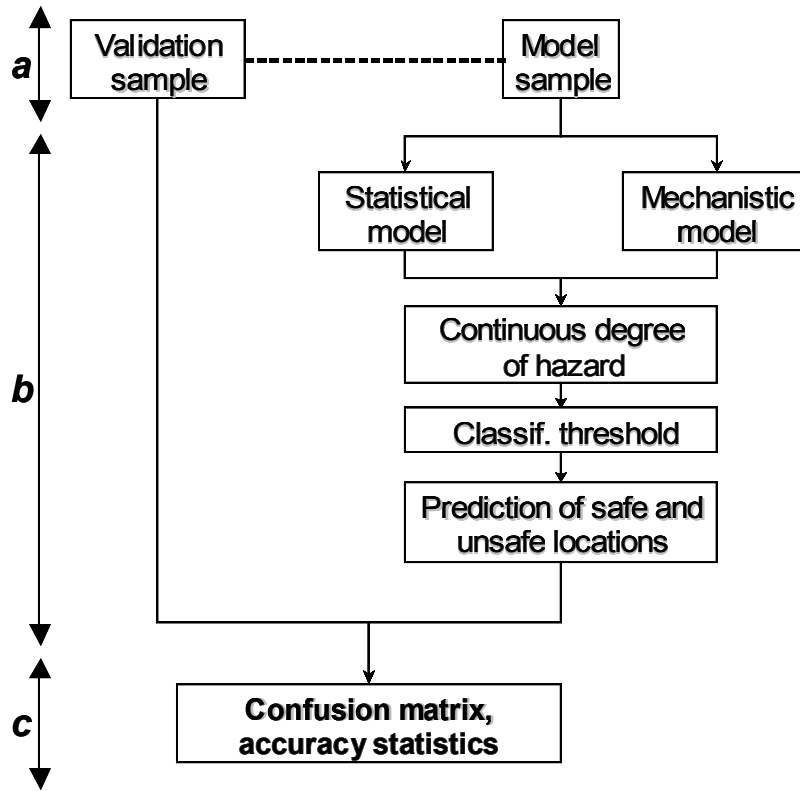 a
Validation
sample
Model
sample
Statistical
model
Mechanistic
model
b
Continuous degree
of hazard
Classif. threshold
Prediction of safe and
unsafe locations
c
Confusion matrix,
accuracy statistics